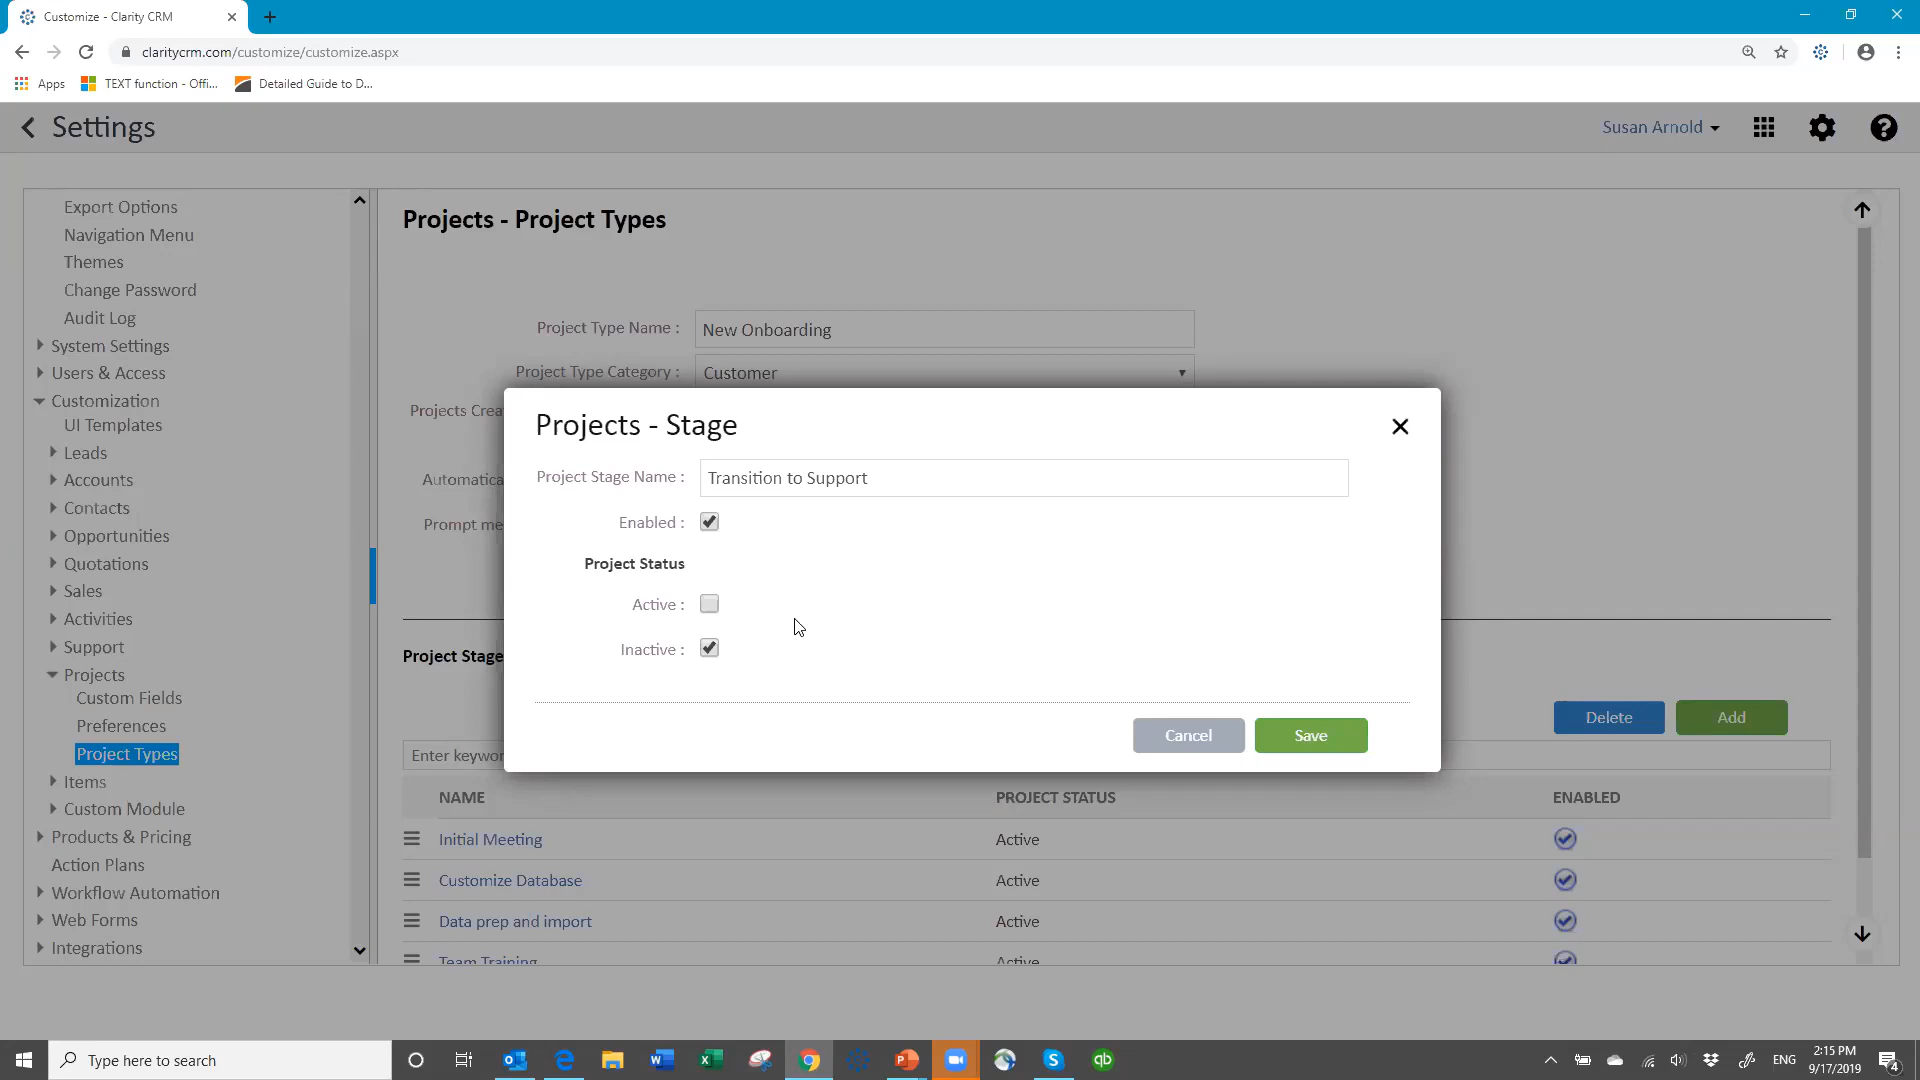 Customize - Clarity CRM
claritycrm.com/customize/customize.aspx
Apps
TEXT function - Offi...
Detailed Guide to D...
Settings
Susan Arnold
Export Options
Navigation Menu
Themes
Change Password
Audit Log
System Settings
Users & Access
Customization
UI Templates
Leads
Accounts
Contacts
Opportunities
Quotations
Sales
Activities
Support
Projects
Custom Fields
Preferences
Project Types
Items
Custom Module
Products & Pricing
Action Plans
Workflow Automation
Web Forms
Integrations
Projects - Project Types
Project Type Name : New Onboarding
Project Type Category : Customer
Projects Crea
Automatica
Prompt me
Projects - Stage
Project Stage Name : Transition to Support
Enabled :
Project Status
Active :
Inactive :
Cancel
Save
Project Stage
Delete
Add
Enter keywor
NAME PROJECT STATUS ENABLED
Initial Meeting Active
Customize Database Active
Data prep and import Active
Team Training Active
Type here to search
ENG
2:15 PM
9/17/2019
4